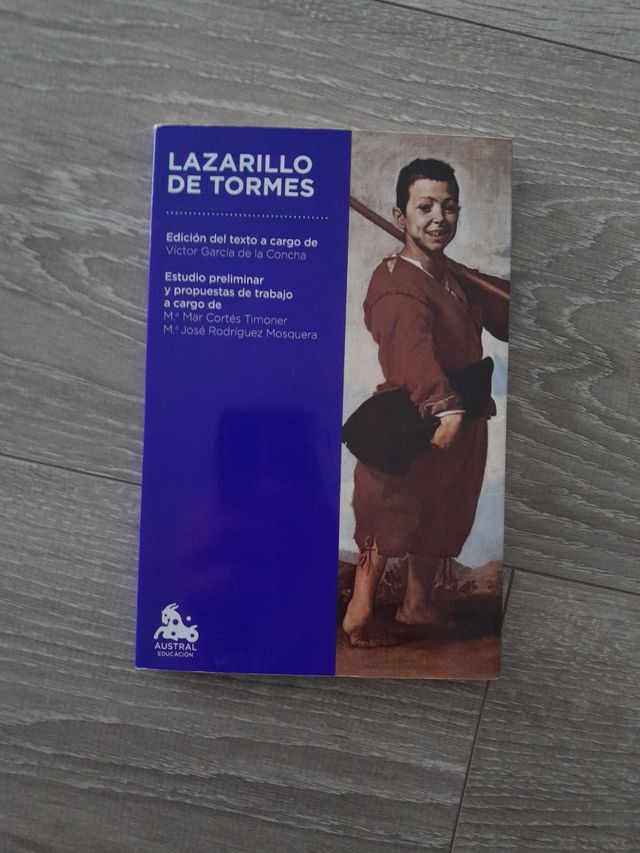 LAZARILLO
DE TORMES
Edición del texto a cargo de
Víctor García de la Concha
Estudio preliminar
y propuestas de trabajo
a cargo de
M.ª Mar Cortés Timoner
M.ª José Rodríguez Mosquera
AUSTRAL
EDUCACIÓN